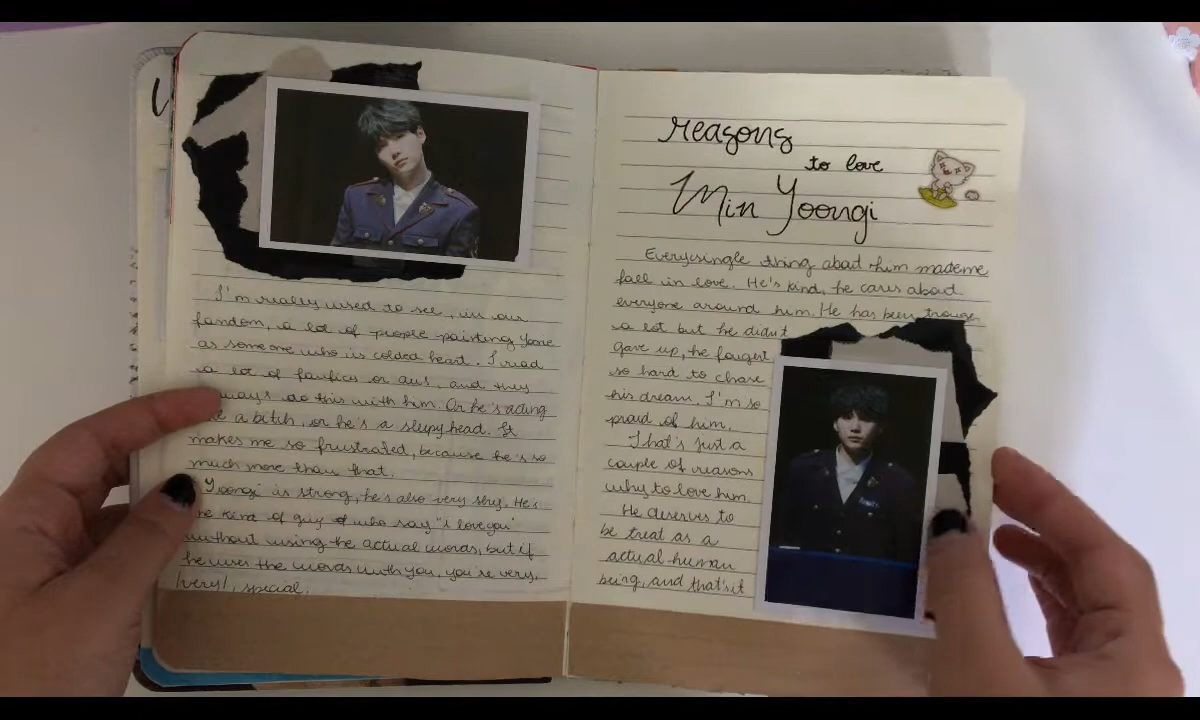 I'm really used to see, in our
fandom, a lot of people painting Yoongi
as someone who is colded heart. I read
a lot of fanfics or aus, and they
always do this with him. Or he's acting
like a bitch, or he's a sleepy head. It
makes me so frustrated, because he's so
much more than that.
Yoongi is strong, he's also very shy. He's
the kind of guy of who say "i love you"
without using the actual words, but if
he uses the words with you, you're very,
very!, special.
reasons
to love
Min Yoongi
Everysingle thing abad him mademe
fall in love. He's kind, he cares abad
everyone around him. He has been trougen
a lot but he didn't
gave up, he fought
so hard to chase
his dream. I'm so
proud of him.
That's just a
couple of reasons
why to love him.
He deserves to
be treat as a
actual human
being, and that's it